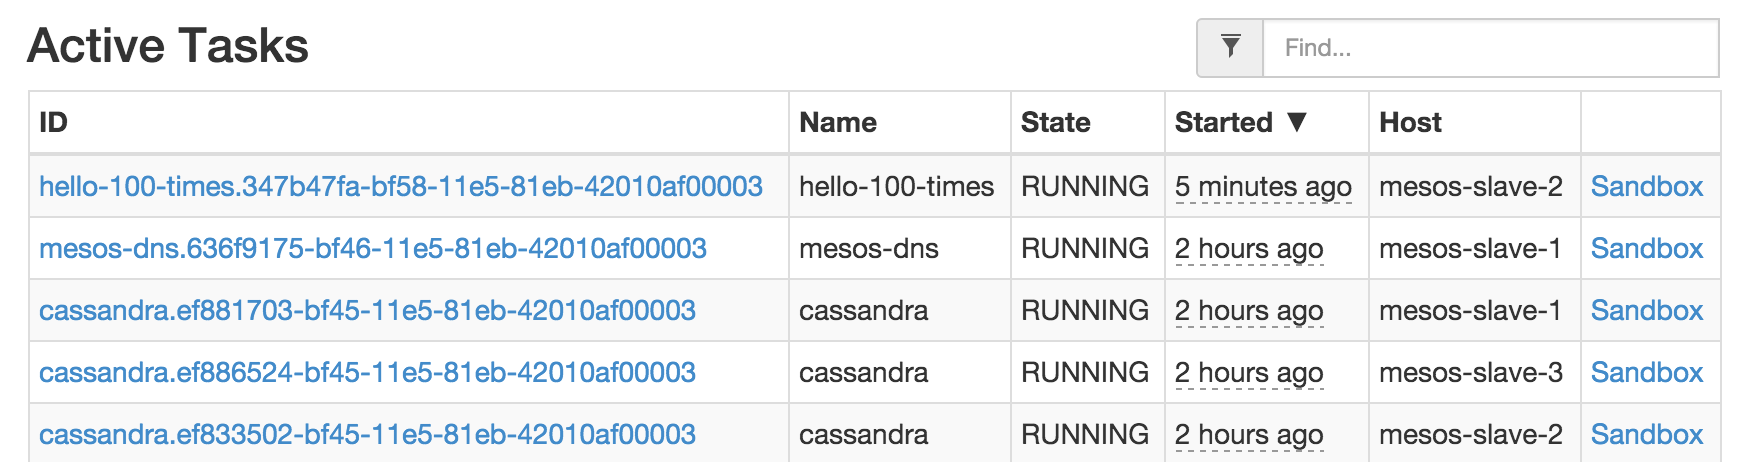 Active Tasks
Find...
ID Name State Started ▼ Host
hello-100-times.347b47fa-bf58-11e5-81eb-42010af00003 hello-100-times RUNNING 5 minutes ago mesos-slave-2 Sandbox
mesos-dns.636f9175-bf46-11e5-81eb-42010af00003 mesos-dns RUNNING 2 hours ago mesos-slave-1 Sandbox
cassandra.ef881703-bf45-11e5-81eb-42010af00003 cassandra RUNNING 2 hours ago mesos-slave-1 Sandbox
cassandra.ef886524-bf45-11e5-81eb-42010af00003 cassandra RUNNING 2 hours ago mesos-slave-3 Sandbox
cassandra.ef833502-bf45-11e5-81eb-42010af00003 cassandra RUNNING 2 hours ago mesos-slave-2 Sandbox